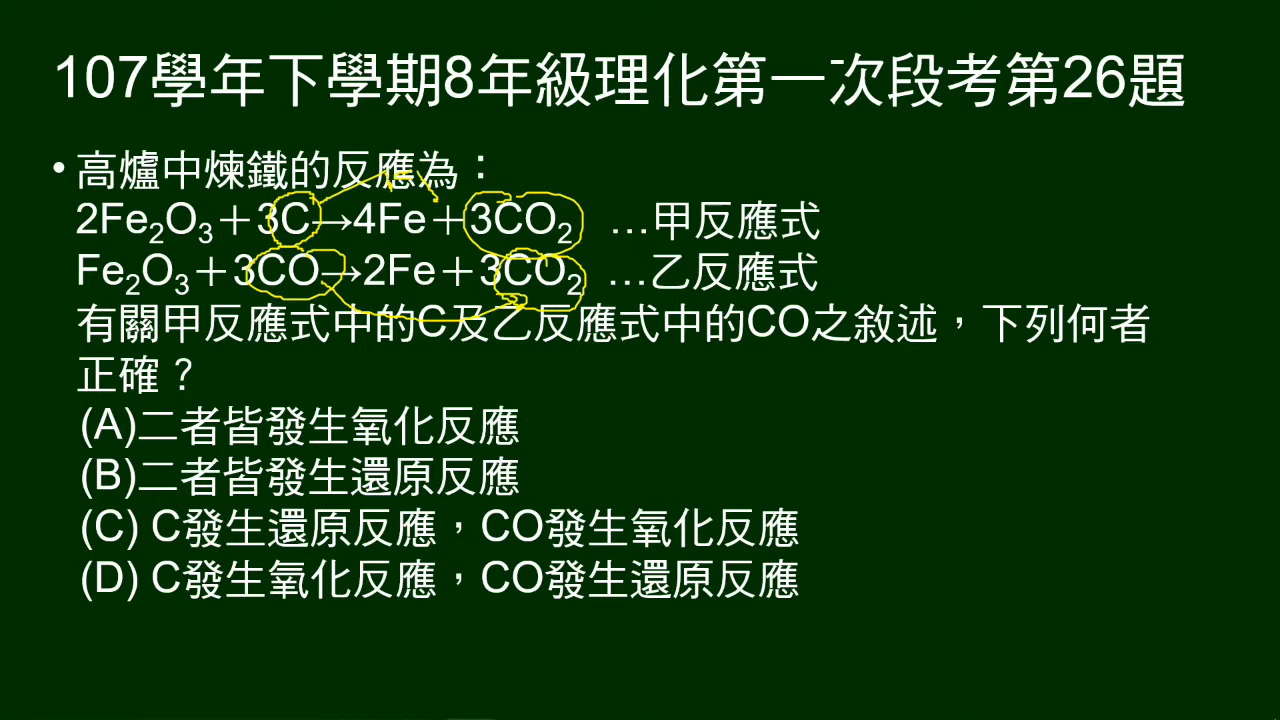 107學年下學期8年級理化第一次段考第26題
• 高爐中煉鐵的反應為：
2Fe₂O₃＋3C→4Fe＋3CO₂ …甲反應式
Fe₂O₃＋3CO→2Fe＋3CO₂ …乙反應式
有關甲反應式中的C及乙反應式中的CO之敘述，下列何者
正確？
(A)二者皆發生氧化反應
(B)二者皆發生還原反應
(C) C發生還原反應，CO發生氧化反應
(D) C發生氧化反應，CO發生還原反應